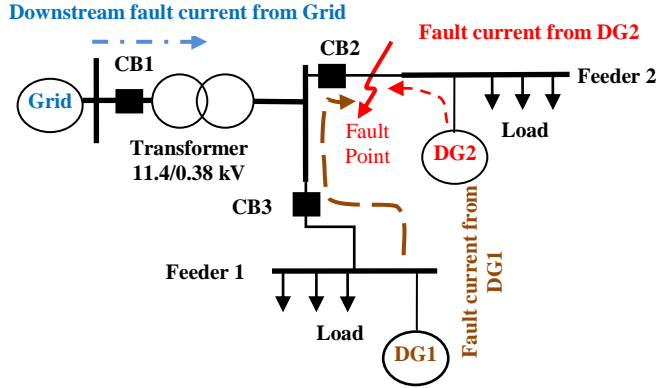 Downstream fault current from Grid
CB1
CB2
Fault current from DG2
Grid
Feeder 2
Load
Fault
Point
DG2
Transformer
11.4/0.38 kV
CB3
Fault current from
DG1
Feeder 1
Load
DG1